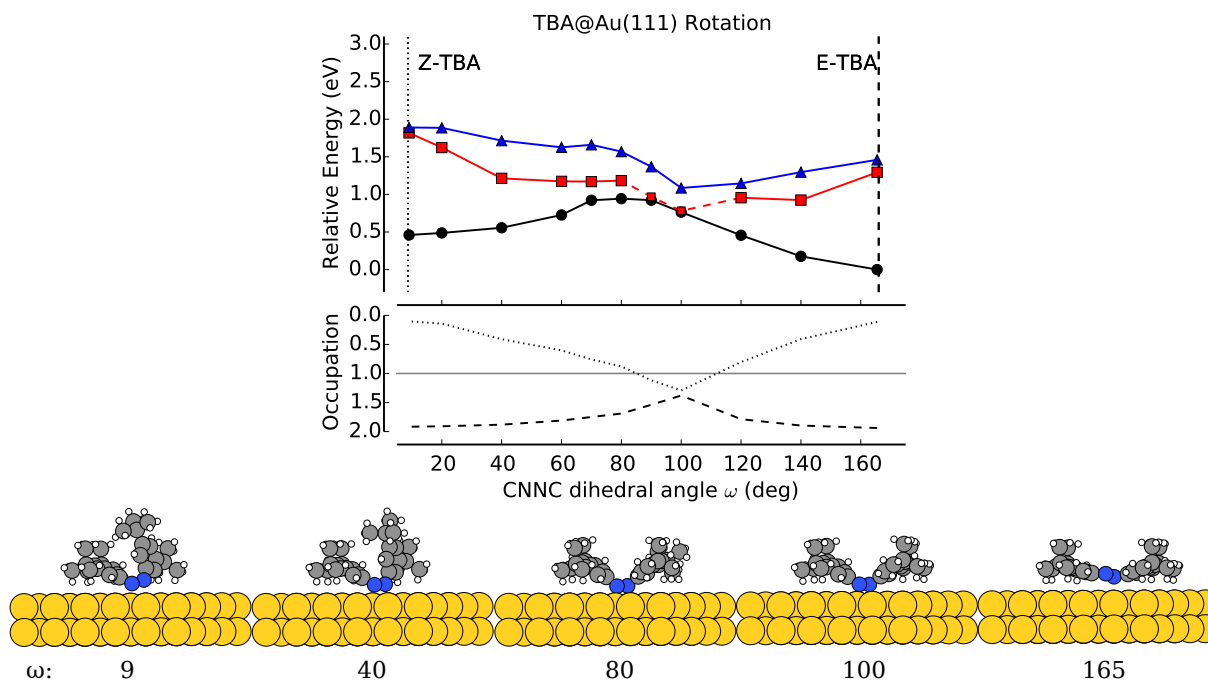 TBA@Au(111) Rotation
Z-TBA
E-TBA
Relative Energy (eV)
3.0
2.5
2.0
1.5
1.0
0.5
0.0
Occupation
0.0
0.5
1.0
1.5
2.0
20 40 60 80 100 120 140 160
CNNC dihedral angle ω (deg)
ω: 9 40 80 100 165